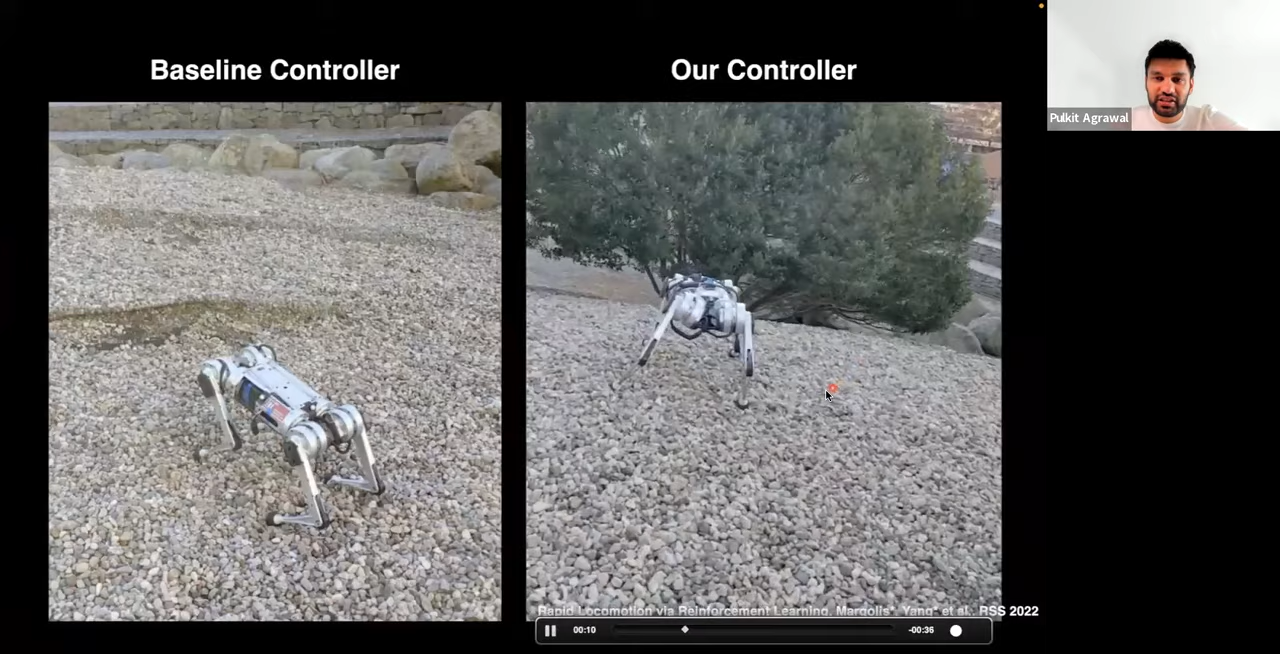 Baseline Controller
Our Controller
Pulkit Agrawal
Rapid Locomotion via Reinforcement Learning, Margolis*, Yang* et al., RSS 2022
00:10
-00:36